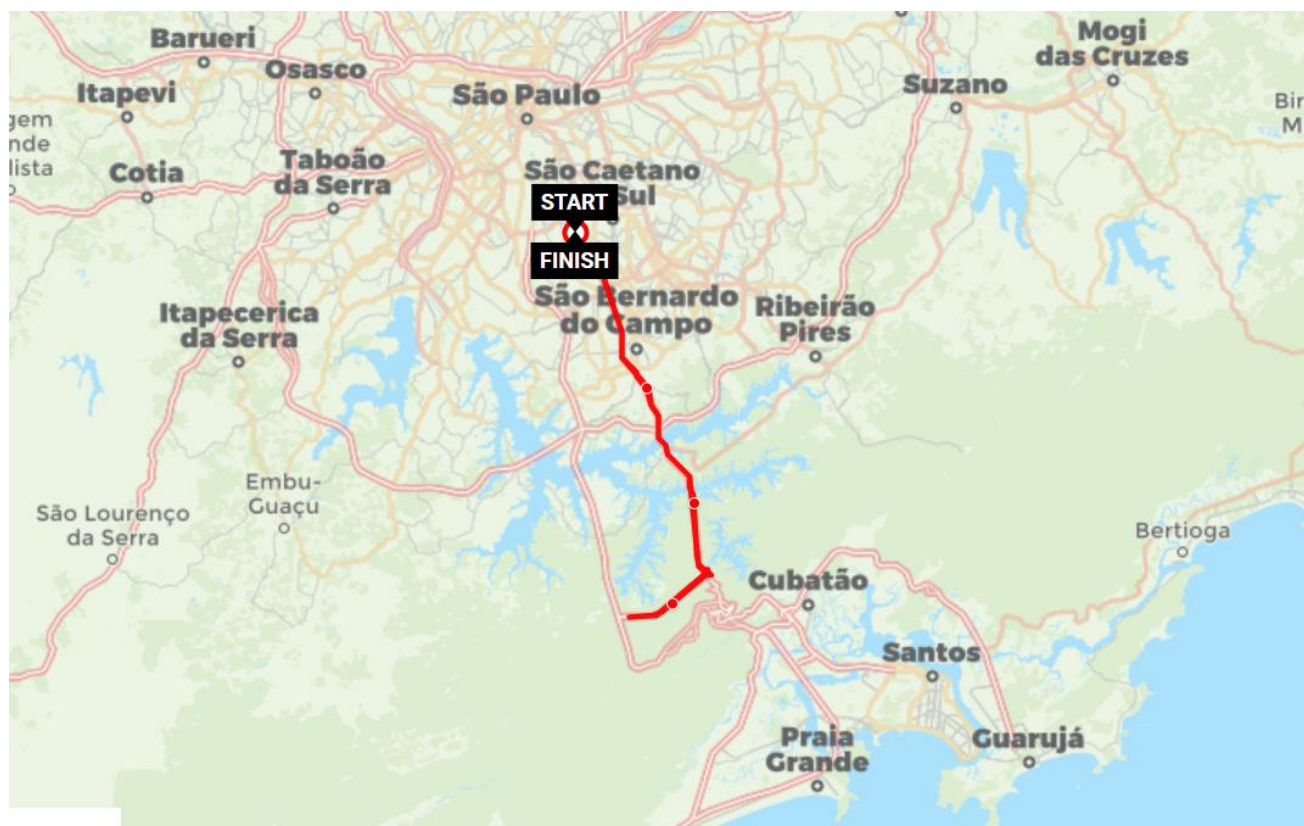 Barueri
Osasco
Itapevi
São Paulo
Mogi
das Cruzes
Suzano
Cotia
Taboão
da Serra
São Caetano
Sul
START
FINISH
São Bernardo
do Campo
Ribeirão
Pires
Itapecerica
da Serra
Embu-
Guaçu
São Lourenço
da Serra
Bertioga
Cubatão
Santos
Praia
Grande
Guarujá